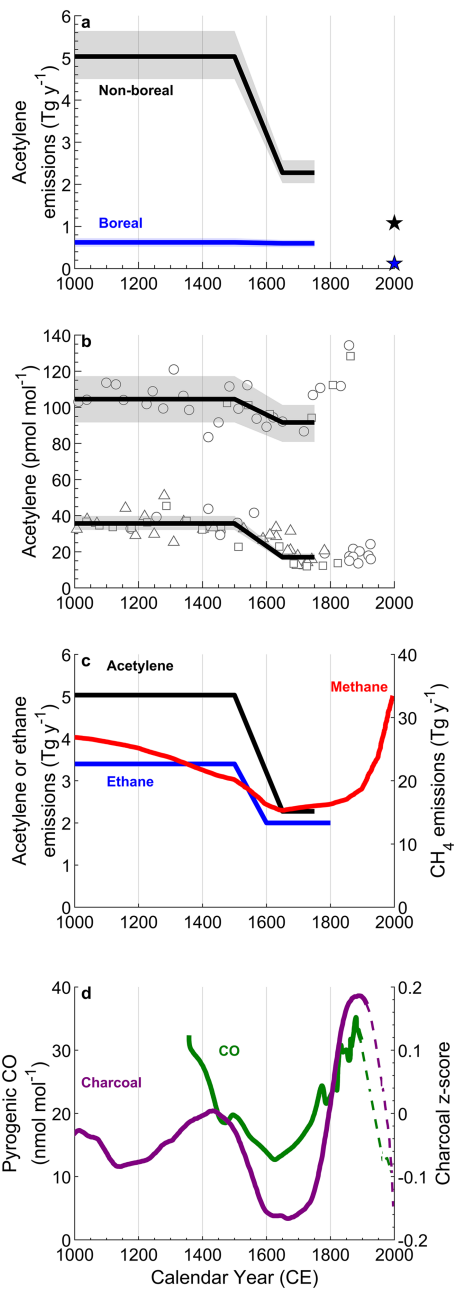 a
6
5
4
3
2
1
0
Acetylene
emissions (Tg y⁻¹)
Non-boreal
Boreal
1000 1200 1400 1600 1800 2000
b
140
120
100
80
60
40
20
0
Acetylene (pmol mol⁻¹)
1000 1200 1400 1600 1800 2000
c
6
5
4
3
2
1
0
Acetylene or ethane
emissions (Tg y⁻¹)
Acetylene
Methane
Ethane
40
30
20
10
0
CH₄ emissions (Tg y⁻¹)
1000 1200 1400 1600 1800 2000
d
40
30
20
10
0
Pyrogenic CO
(nmol mol⁻¹)
CO
Charcoal
0.2
0.1
0
-0.1
-0.2
Charcoal z-score
1000 1200 1400 1600 1800 2000
Calendar Year (CE)